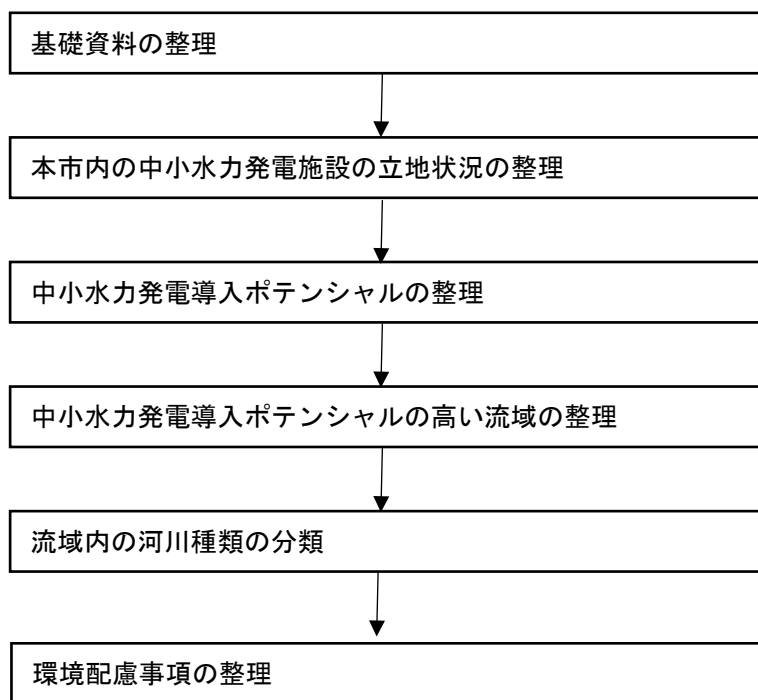 基礎資料の整理
本市内の中小水力発電施設の立地状況の整理
中小水力発電導入ポテンシャルの整理
中小水力発電導入ポテンシャルの高い流域の整理
流域内の河川種類の分類
環境配慮事項の整理